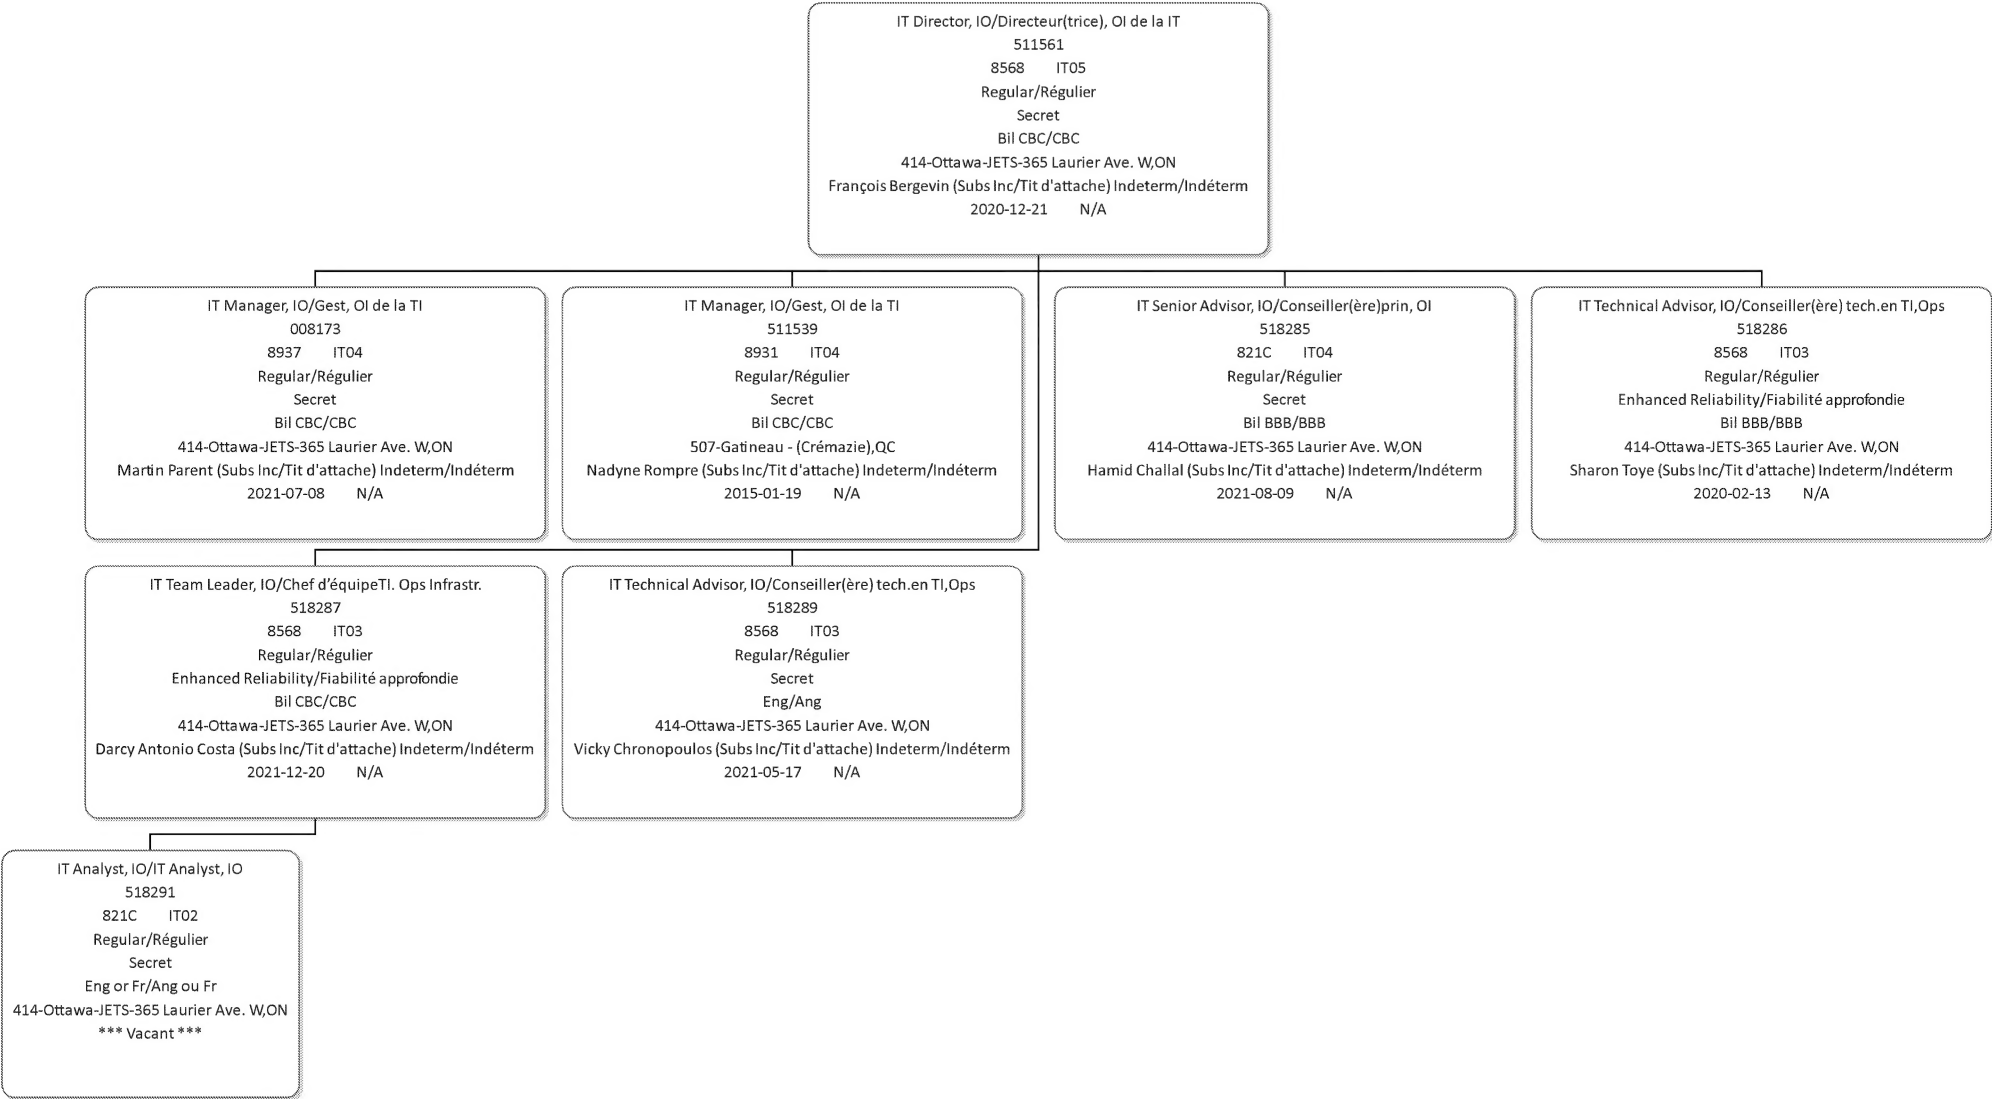 IT Director, IO/Directeur(trice), OI de la IT
511561
8568 IT05
Regular/Régulier
Secret
Bil CBC/CBC
414-Ottawa-JETS-365 Laurier Ave. W,ON
François Bergevin (Subs Inc/Tit d'attache) Indeterm/Indéterm
2020-12-21 N/A
IT Manager, IO/Gest, OI de la TI
008173
8937 IT04
Regular/Régulier
Secret
Bil CBC/CBC
414-Ottawa-JETS-365 Laurier Ave. W,ON
Martin Parent (Subs Inc/Tit d'attache) Indeterm/Indéterm
2021-07-08 N/A
IT Manager, IO/Gest, OI de la TI
511539
8931 IT04
Regular/Régulier
Secret
Bil CBC/CBC
507-Gatineau - (Crémazie),QC
Nadyne Rompre (Subs Inc/Tit d'attache) Indeterm/Indéterm
2015-01-19 N/A
IT Senior Advisor, IO/Conseiller(ère)prin, OI
518285
821C IT04
Regular/Régulier
Secret
Bil BBB/BBB
414-Ottawa-JETS-365 Laurier Ave. W,ON
Hamid Challal (Subs Inc/Tit d'attache) Indeterm/Indéterm
2021-08-09 N/A
IT Technical Advisor, IO/Conseiller(ère) tech.en TI,Ops
518286
8568 IT03
Regular/Régulier
Enhanced Reliability/Fiabilité approfondie
Bil BBB/BBB
414-Ottawa-JETS-365 Laurier Ave. W,ON
Sharon Toye (Subs Inc/Tit d'attache) Indeterm/Indéterm
2020-02-13 N/A
IT Team Leader, IO/Chef d’équipeTI. Ops Infrastr.
518287
8568 IT03
Regular/Régulier
Enhanced Reliability/Fiabilité approfondie
Bil CBC/CBC
414-Ottawa-JETS-365 Laurier Ave. W,ON
Darcy Antonio Costa (Subs Inc/Tit d'attache) Indeterm/Indéterm
2021-12-20 N/A
IT Technical Advisor, IO/Conseiller(ère) tech.en TI,Ops
518289
8568 IT03
Regular/Régulier
Secret
Eng/Ang
414-Ottawa-JETS-365 Laurier Ave. W,ON
Vicky Chronopoulos (Subs Inc/Tit d'attache) Indeterm/Indéterm
2021-05-17 N/A
IT Analyst, IO/IT Analyst, IO
518291
821C IT02
Regular/Régulier
Secret
Eng or Fr/Ang ou Fr
414-Ottawa-JETS-365 Laurier Ave. W,ON
*** Vacant ***